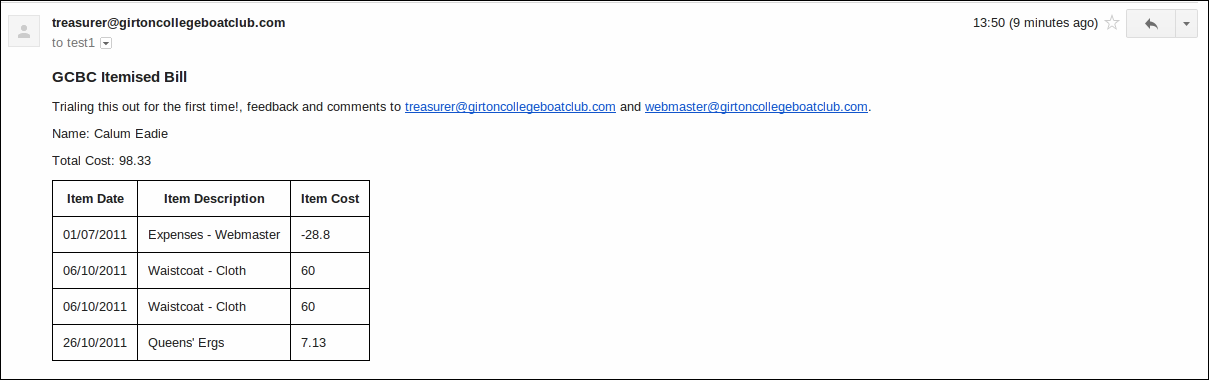 treasurer@girtoncollegeboatclub.com 13:50 (9 minutes ago)
to test1
GCBC Itemised Bill
Trialing this out for the first time!, feedback and comments to treasurer@girtoncollegeboatclub.com and webmaster@girtoncollegeboatclub.com.
Name: Calum Eadie
Total Cost: 98.33
Item Date Item Description Item Cost
01/07/2011 Expenses - Webmaster -28.8
06/10/2011 Waistcoat - Cloth 60
06/10/2011 Waistcoat - Cloth 60
26/10/2011 Queens' Ergs 7.13